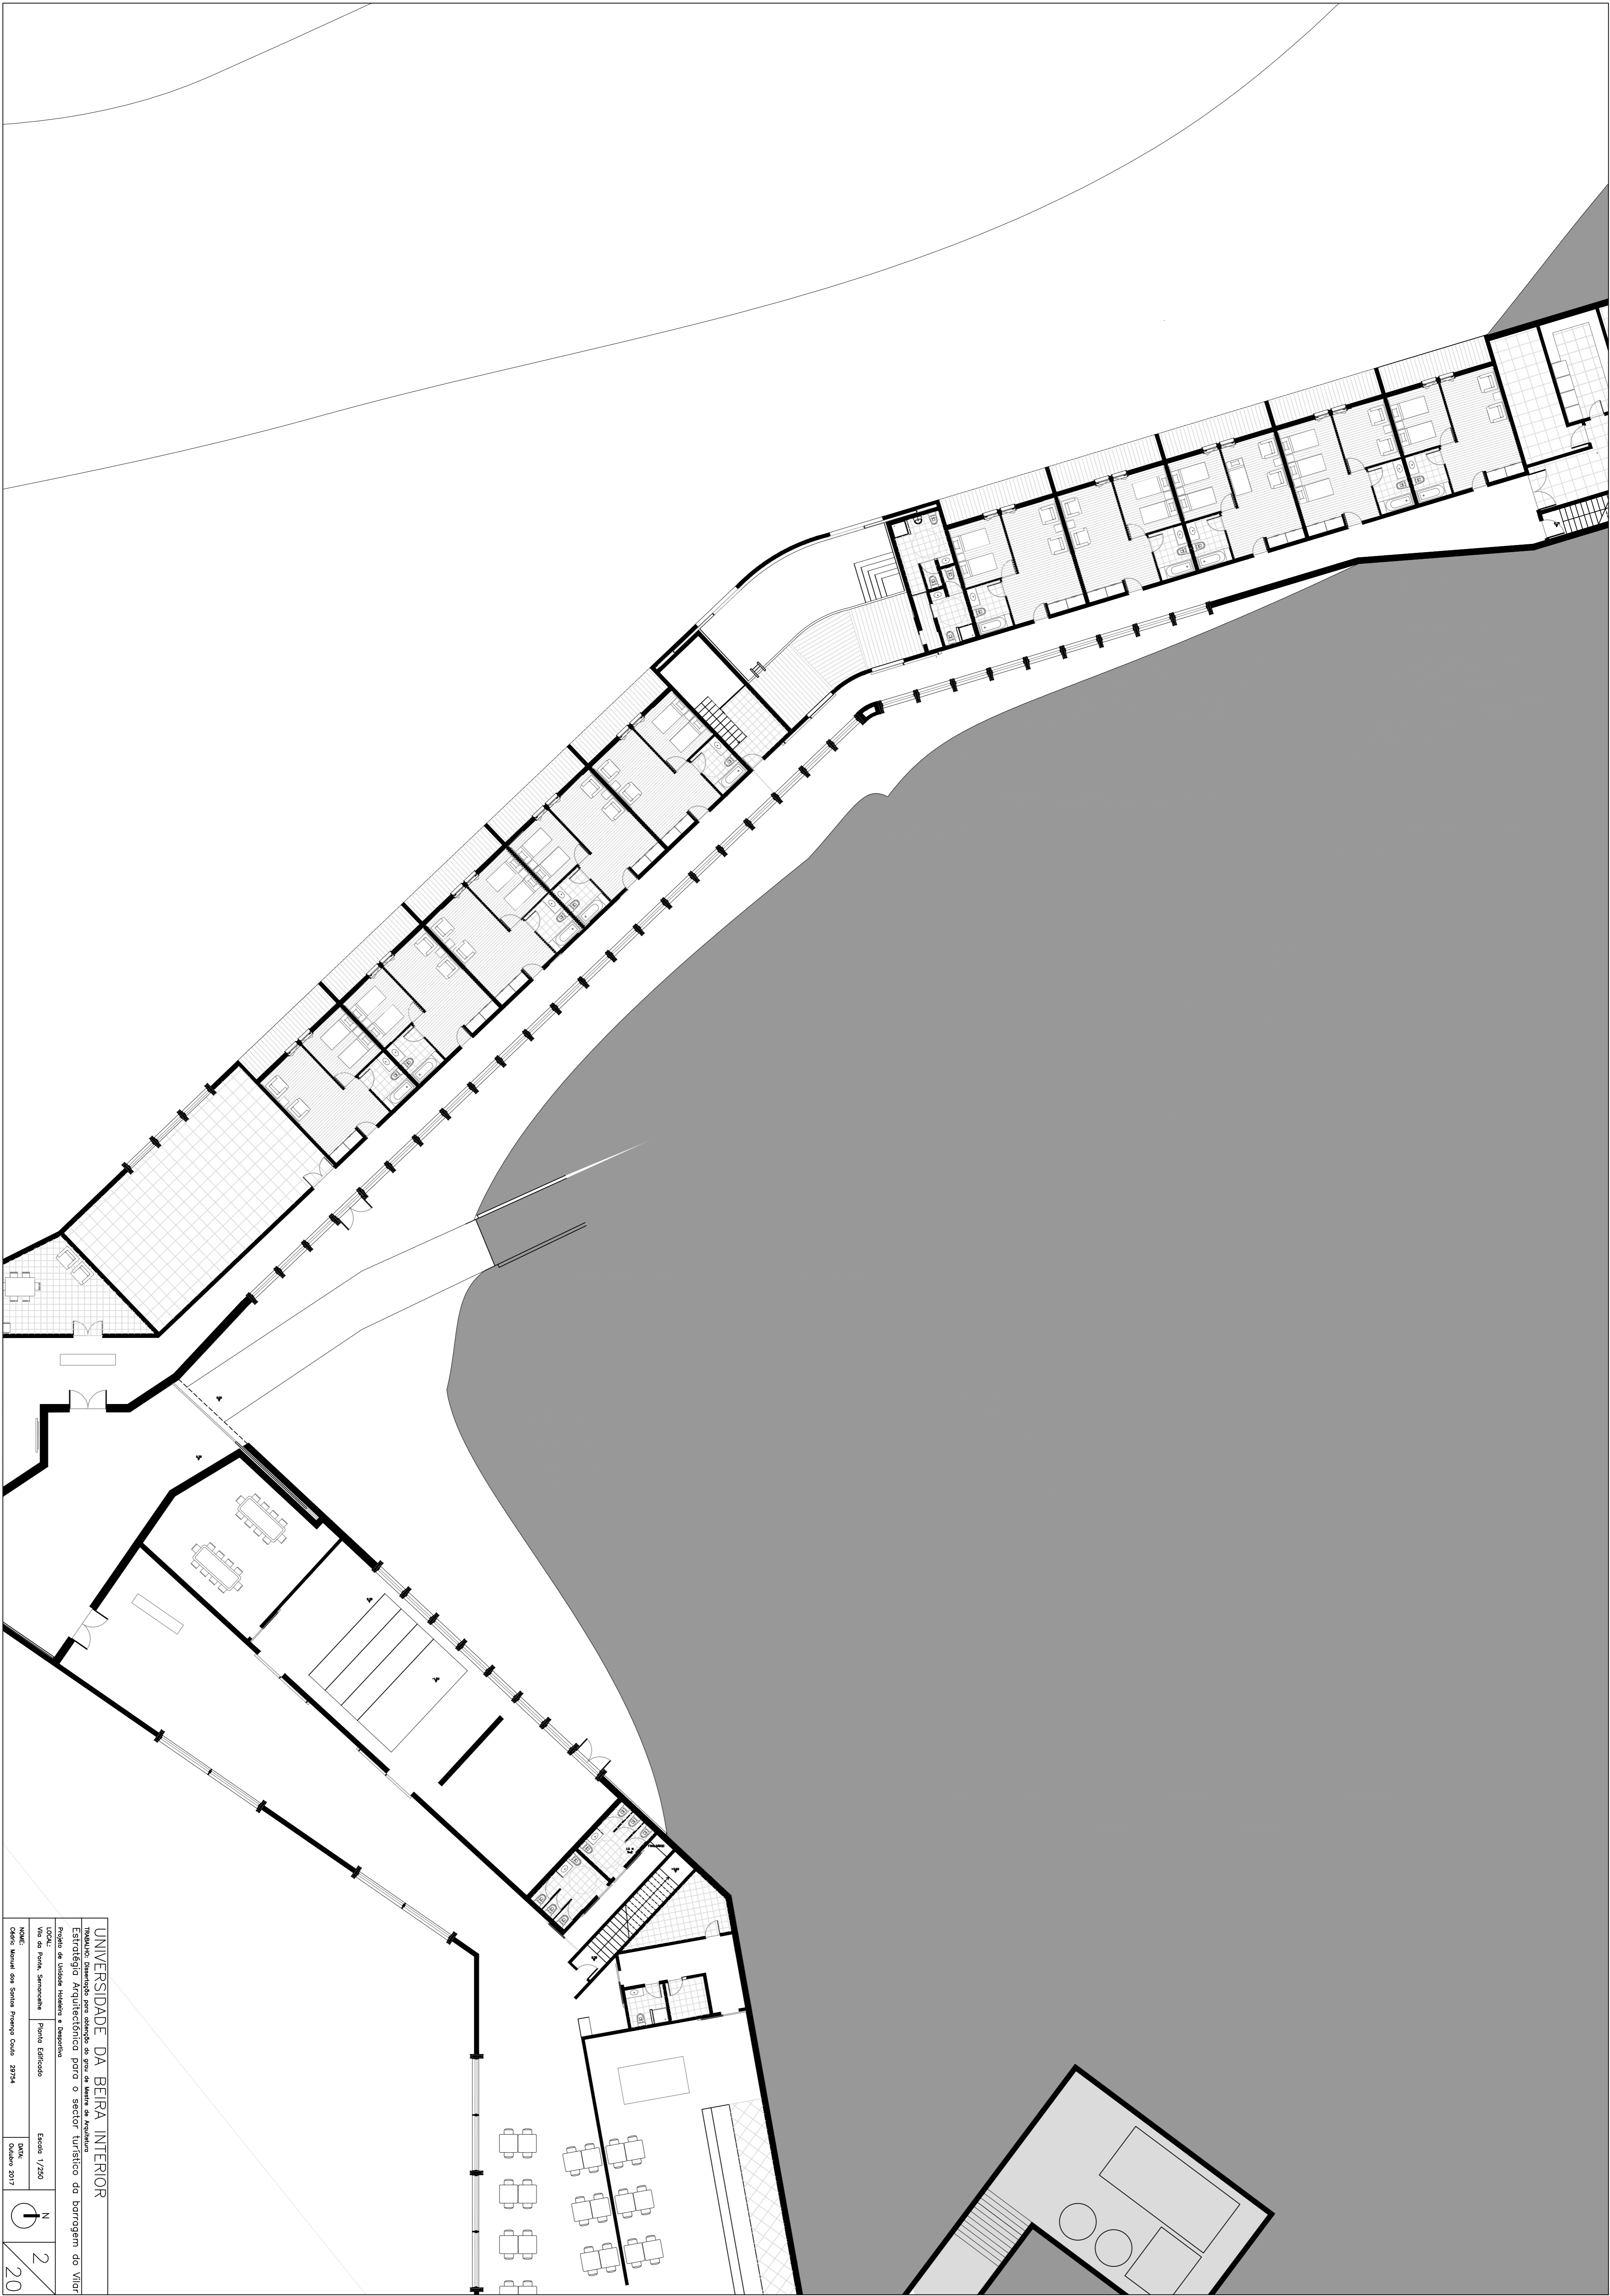 UNIVERSIDADE DA BEIRA INTERIOR
TRABALHO: Dissertação para obtenção do grau de Mestre de Arquitetura
Estratégia Arquitectónica para o sector turístico da barragem do Vilar
Projeto de Unidade Hoteleira e Desportiva
LOCAL:
Vila da Ponte, Sernancelhe
Planta Edificado
Escala 1/250
NOME:
Cédric Manuel dos Santos Proença Couto 29754
DATA:
Outubro 2017
N
2
20